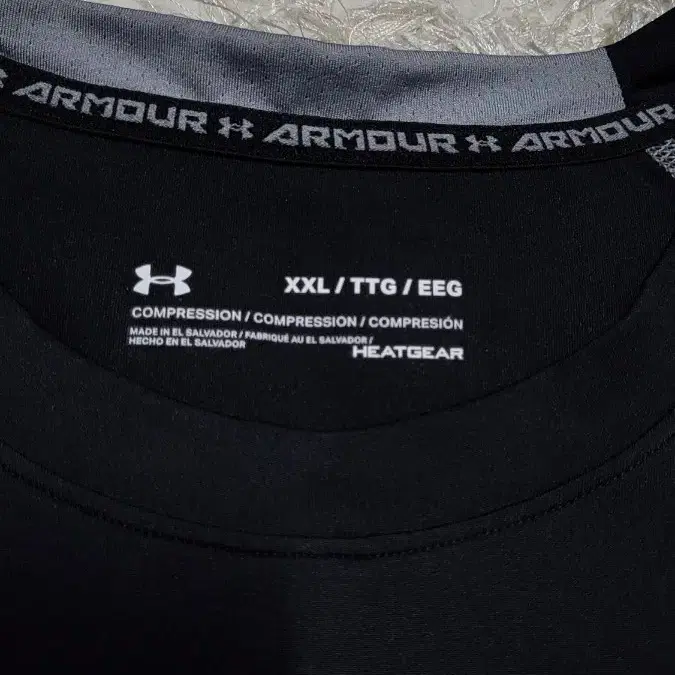 ARMOUR ARMOUR ARMOUR
XXL / TTG / EEG
COMPRESSION / COMPRESSION / COMPRESIÓN
MADE IN EL SALVADOR / FABRIQUÉ AU EL SALVADOR /
HECHO EN EL SALVADOR
HEATGEAR